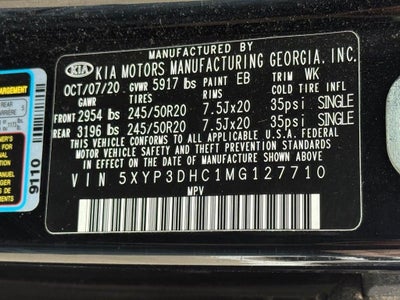 MANUFACTURED BY
KIA KIA MOTORS MANUFACTURING GEORGIA, INC.
OCT/07/20 GVWR 5917 lbs PAINT EB TRIM WK
GAWR TIRES RIMS COLD TIRE INFL
FRONT 2954 lbs 245/50R20 7.5Jx20 35psi SINGLE
REAR 3196 lbs 245/50R20 7.5Jx20 35psi SINGLE
THIS VEHICLE CONFORMS TO ALL APPLICABLE U.S.A. FEDERAL
MOTOR VEHICLE SAFETY AND THEFT PREVENTION STANDARDS IN
EFFECT ON THE DATE OF MANUFACTURE SHOWN ABOVE
VIN 5XYP3DHC1MG127710
MPV
9110
REAR